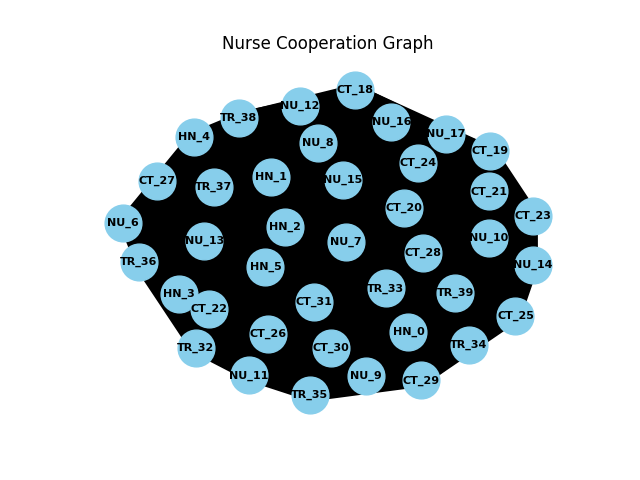 Nurse Cooperation Graph
CT_18
NU_12
TR_38
NU_16
HN_4
NU_17
NU_8
CT_19
CT_24
HN_1
NU_15
CT_27
TR_37
CT_21
CT_20
CT_23
NU_6
HN_2
NU_13
NU_7
NU_10
CT_28
TR_36
HN_5
NU_14
TR_33
TR_39
HN_3
CT_31
CT_22
CT_25
CT_26
HN_0
TR_32
CT_30
TR_34
NU_11
NU_9
CT_29
TR_35